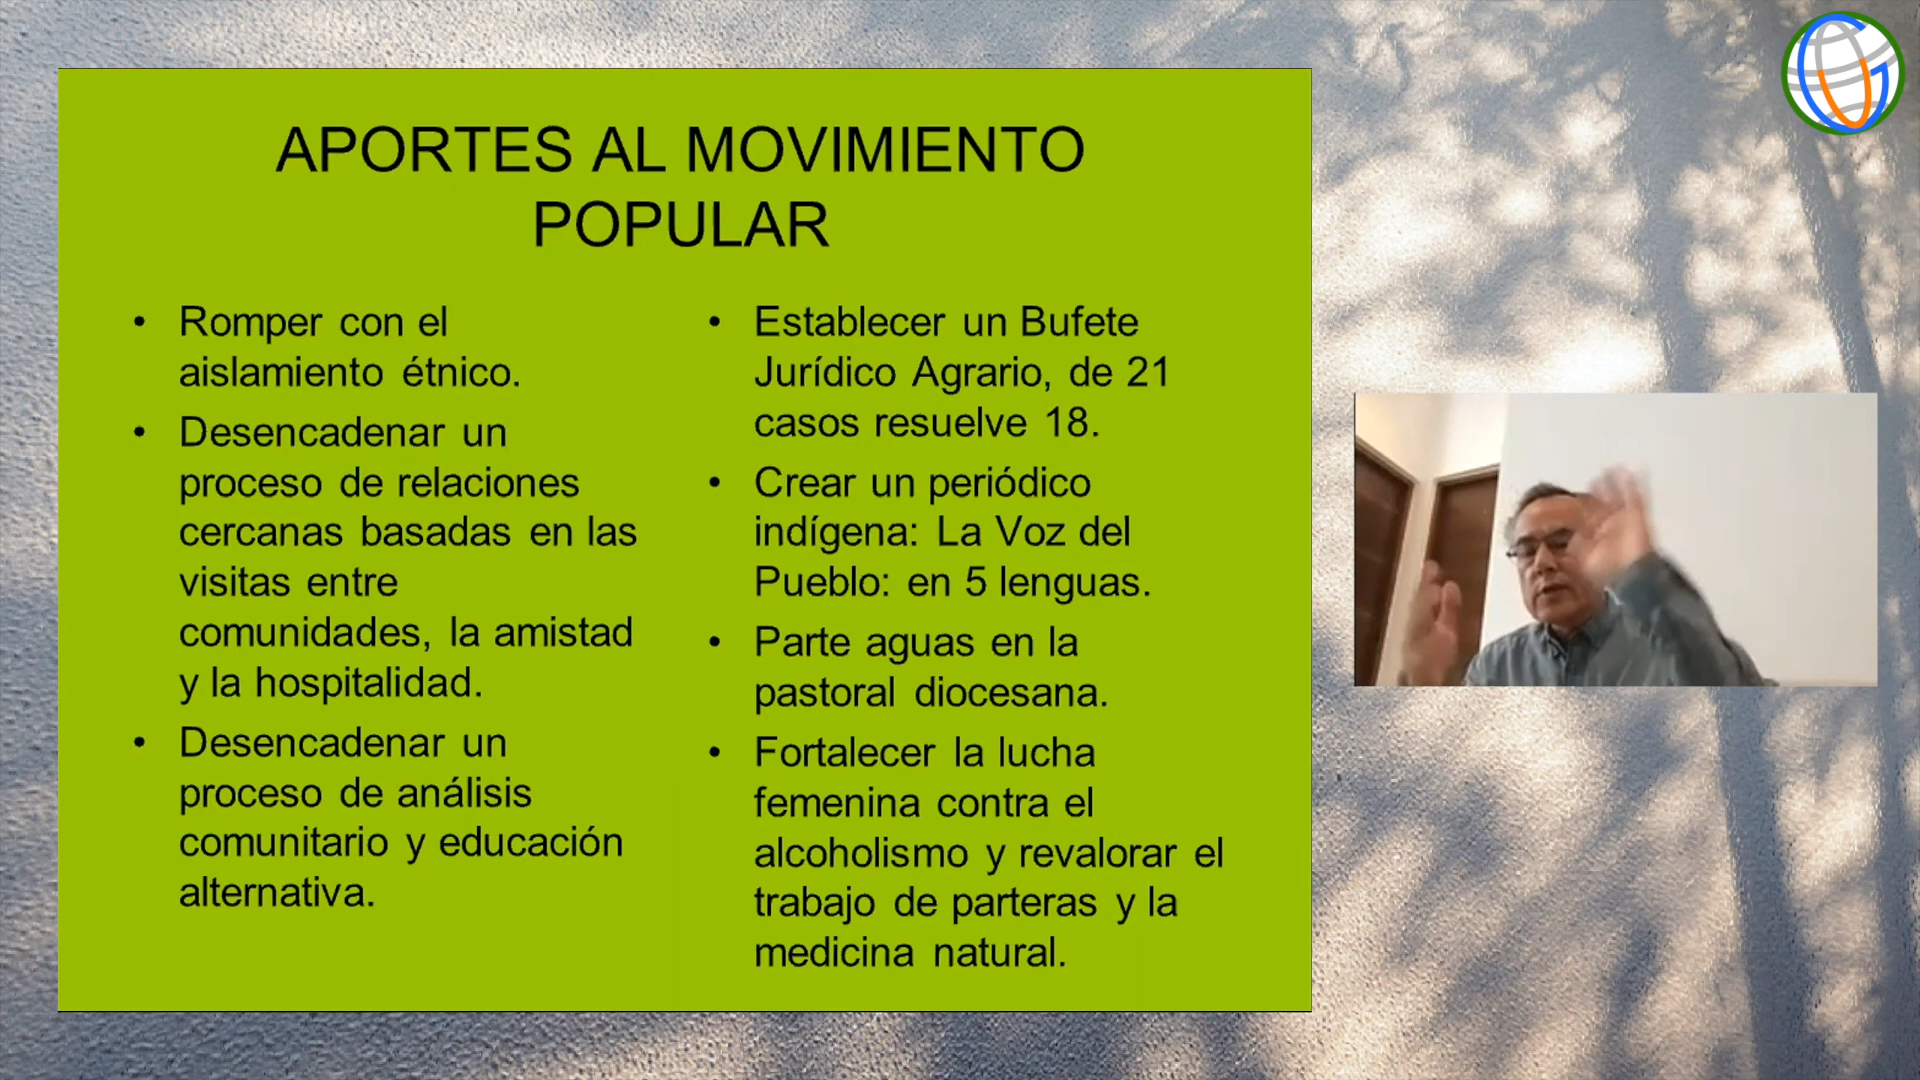 APORTES AL MOVIMIENTO
POPULAR
• Romper con el
aislamiento étnico.
• Desencadenar un
proceso de relaciones
cercanas basadas en las
visitas entre
comunidades, la amistad
y la hospitalidad.
• Desencadenar un
proceso de análisis
comunitario y educación
alternativa.
• Establecer un Bufete
Jurídico Agrario, de 21
casos resuelve 18.
• Crear un periódico
indígena: La Voz del
Pueblo: en 5 lenguas.
• Parte aguas en la
pastoral diocesana.
• Fortalecer la lucha
femenina contra el
alcoholismo y revalorar el
trabajo de parteras y la
medicina natural.